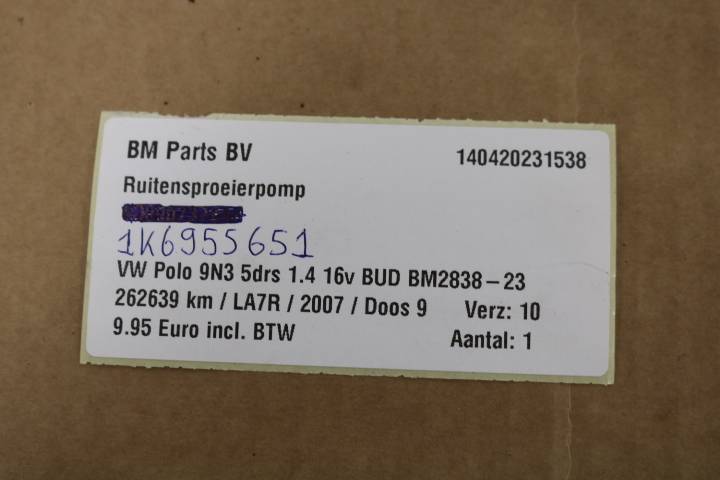 BM Parts BV 140420231538
Ruitensproeierpomp
1K6955651
VW Polo 9N3 5drs 1.4 16v BUD BM2838-23
262639 km / LA7R / 2007 / Doos 9 Verz: 10
9.95 Euro incl. BTW Aantal: 1